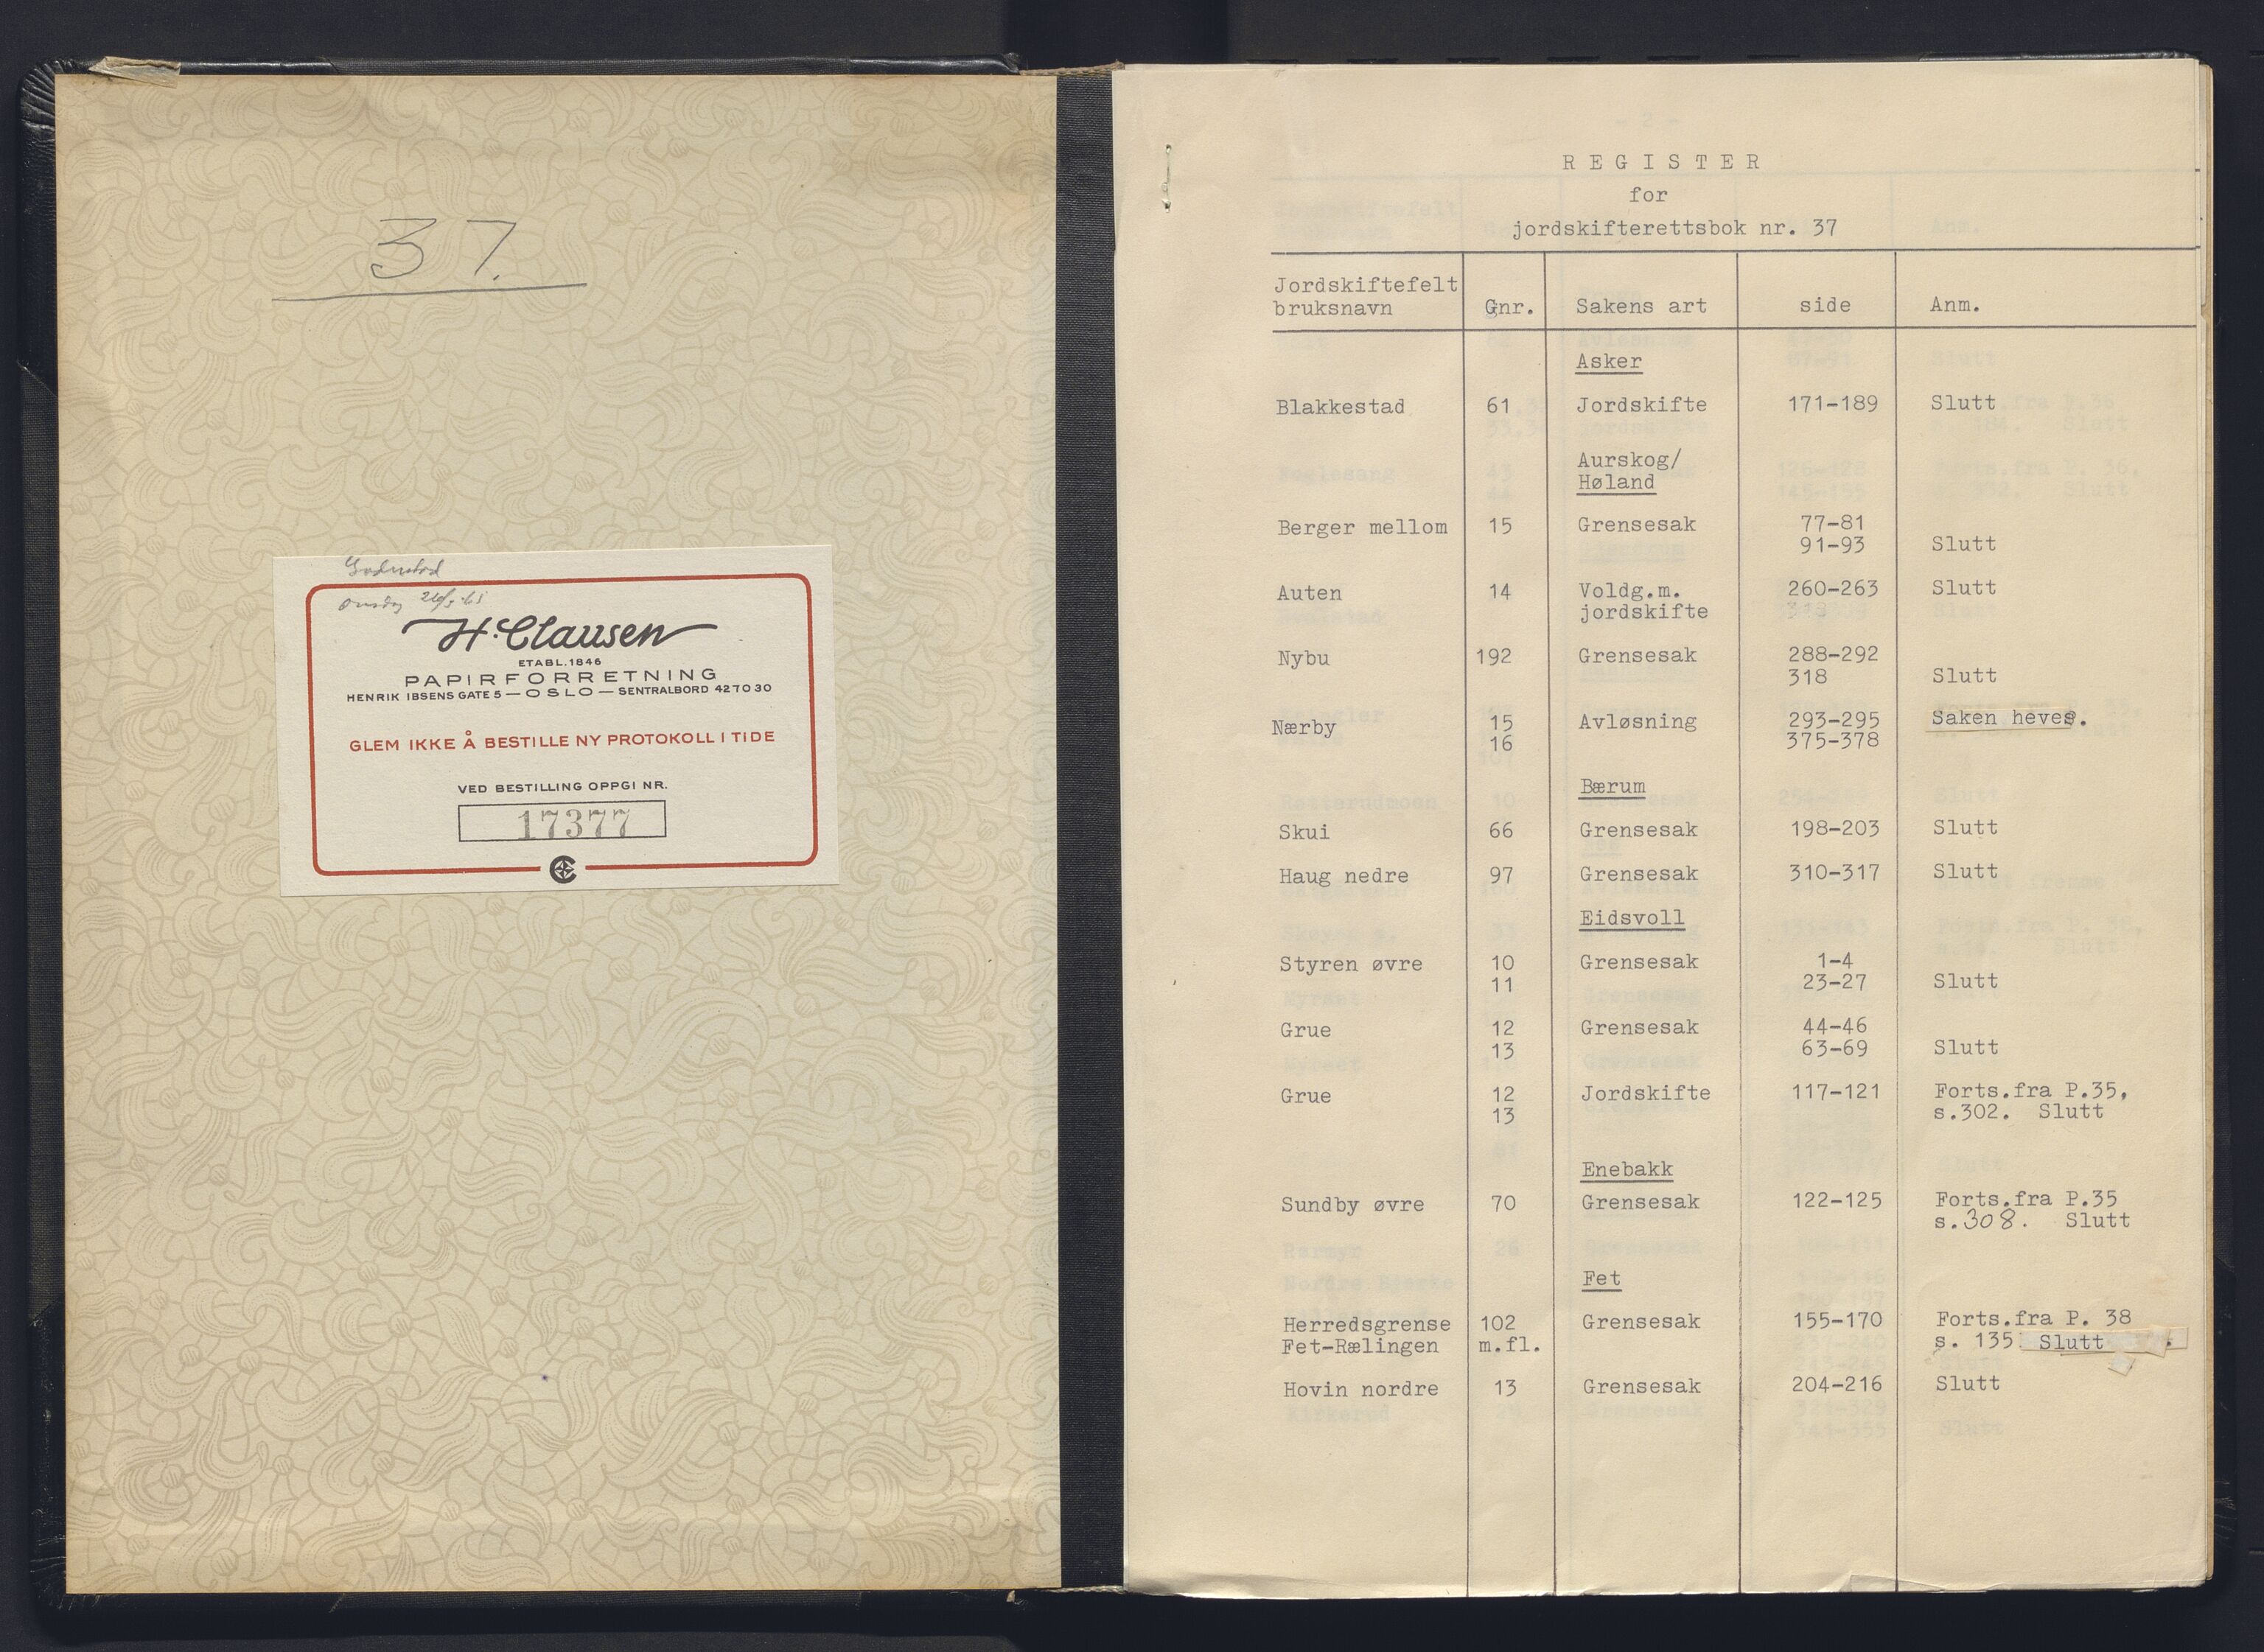 37.
H. Clausen
ETABL. 1846
PAPIRFORRETNING
HENRIK IBSENS GATE 5 — OSLO — SENTRALBORD 42 70 30
GLEM IKKE Å BESTILLE NY PROTOKOLL I TIDE
VED BESTILLING OPPGI NR.
17377
REGISTER
for
jordskifterettsbok nr. 37
Jordskiftefelt
bruksnavn Gnr. Sakens art side Anm.
Asker
Blakkestad 61 Jordskifte 171-189 Slutt
Aurskog/
Høland
Berger mellom 15 Grensesak 77-81
91-93 Slutt
Auten 14 Voldg.m. 260-263 Slutt
jordskifte 318
Nybu 192 Grensesak 288-292
318 Slutt
Nærby 15 Avløsning 293-295 Saken heves.
16 375-378
Bærum
Skui 66 Grensesak 198-203 Slutt
Haug nedre 97 Grensesak 310-317 Slutt
Eidsvoll
Styren øvre 10 Grensesak 1-4
11 23-27 Slutt
Grue 12 Grensesak 44-46
13 63-69 Slutt
Grue 12 Jordskifte 117-121 Forts.fra P.35,
13 s.302. Slutt
Enebakk
Sundby øvre 70 Grensesak 122-125 Forts.fra P.35
s.308. Slutt
Fet
Herredsgrense 102 Grensesak 155-170 Forts.fra P. 38
Fet-Rælingen m.fl. s. 135. Slutt
Hovin nordre 13 Grensesak 204-216 Slutt